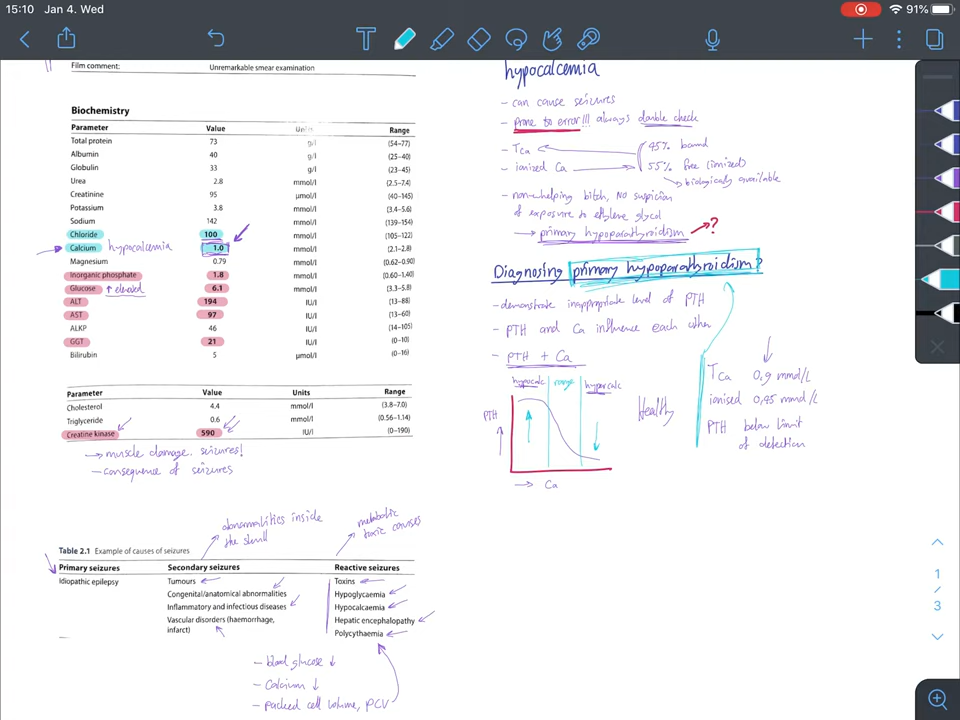 15:10 Jan 4. Wed
91%
Film comment: Unremarkable smear examination
Biochemistry
Parameter Value Units Range
Total protein 73 g/l (54–77)
Albumin 40 g/l (25–40)
Globulin 33 g/l (23–45)
Urea 2.8 mmol/l (2.5–7.4)
Creatinine 95 µmol/l (40–145)
Potassium 3.8 mmol/l (3.4–5.6)
Sodium 142 mmol/l (139–154)
Chloride 100 mmol/l (105–122)
Calcium hypocalcemia 1.0 mmol/l (2.1–2.8)
Magnesium 0.79 mmol/l (0.62–0.90)
Inorganic phosphate 1.8 mmol/l (0.60–1.40)
Glucose ↑ elevated 6.1 mmol/l (3.3–5.8)
ALT 194 IU/l (13–88)
AST 97 IU/l (13–60)
ALKP 46 IU/l (14–105)
GGT 21 IU/l (0–10)
Bilirubin 5 µmol/l (0–16)
Parameter Value Units Range
Cholesterol 4.4 mmol/l (3.8–7.0)
Triglyceride 0.6 mmol/l (0.56–1.14)
Creatine kinase 590 IU/l (0–190)
→ muscle damage. seizures!
– consequence of seizures
abnormalities inside
the skull
metabolic
toxic causes
Table 2.1 Example of causes of seizures
Primary seizures Secondary seizures Reactive seizures
Idiopathic epilepsy Tumours Toxins
Congenital/anatomical abnormalities Hypoglycaemia
Inflammatory and infectious diseases Hypocalcaemia
Vascular disorders (haemorrhage, Hepatic encephalopathy
infarct) Polycythaemia
– blood glucose ↓
– Calcium ↓
– packed cell volume, PCV
hypocalcemia
– can cause seizures
– prone to error!!! always double check
– TCa 45% bound
– ionized Ca 55% free (ionized)
→ biologically available
– non-whelping bitch, NO suspicion
of exposure to ethylene glycol
→ primary hypoparathyroidism → ?
Diagnosing primary hypoparathyroidism?
– demonstrate inappropriate level of PTH
– PTH and Ca influence each other
– PTH + Ca
hypocalc range hypercalc
PTH
→ Ca
Healthy
TCa 0,9 mmol/L
ionised 0,45 mmol/L
PTH below limit
of detection
1
/
3